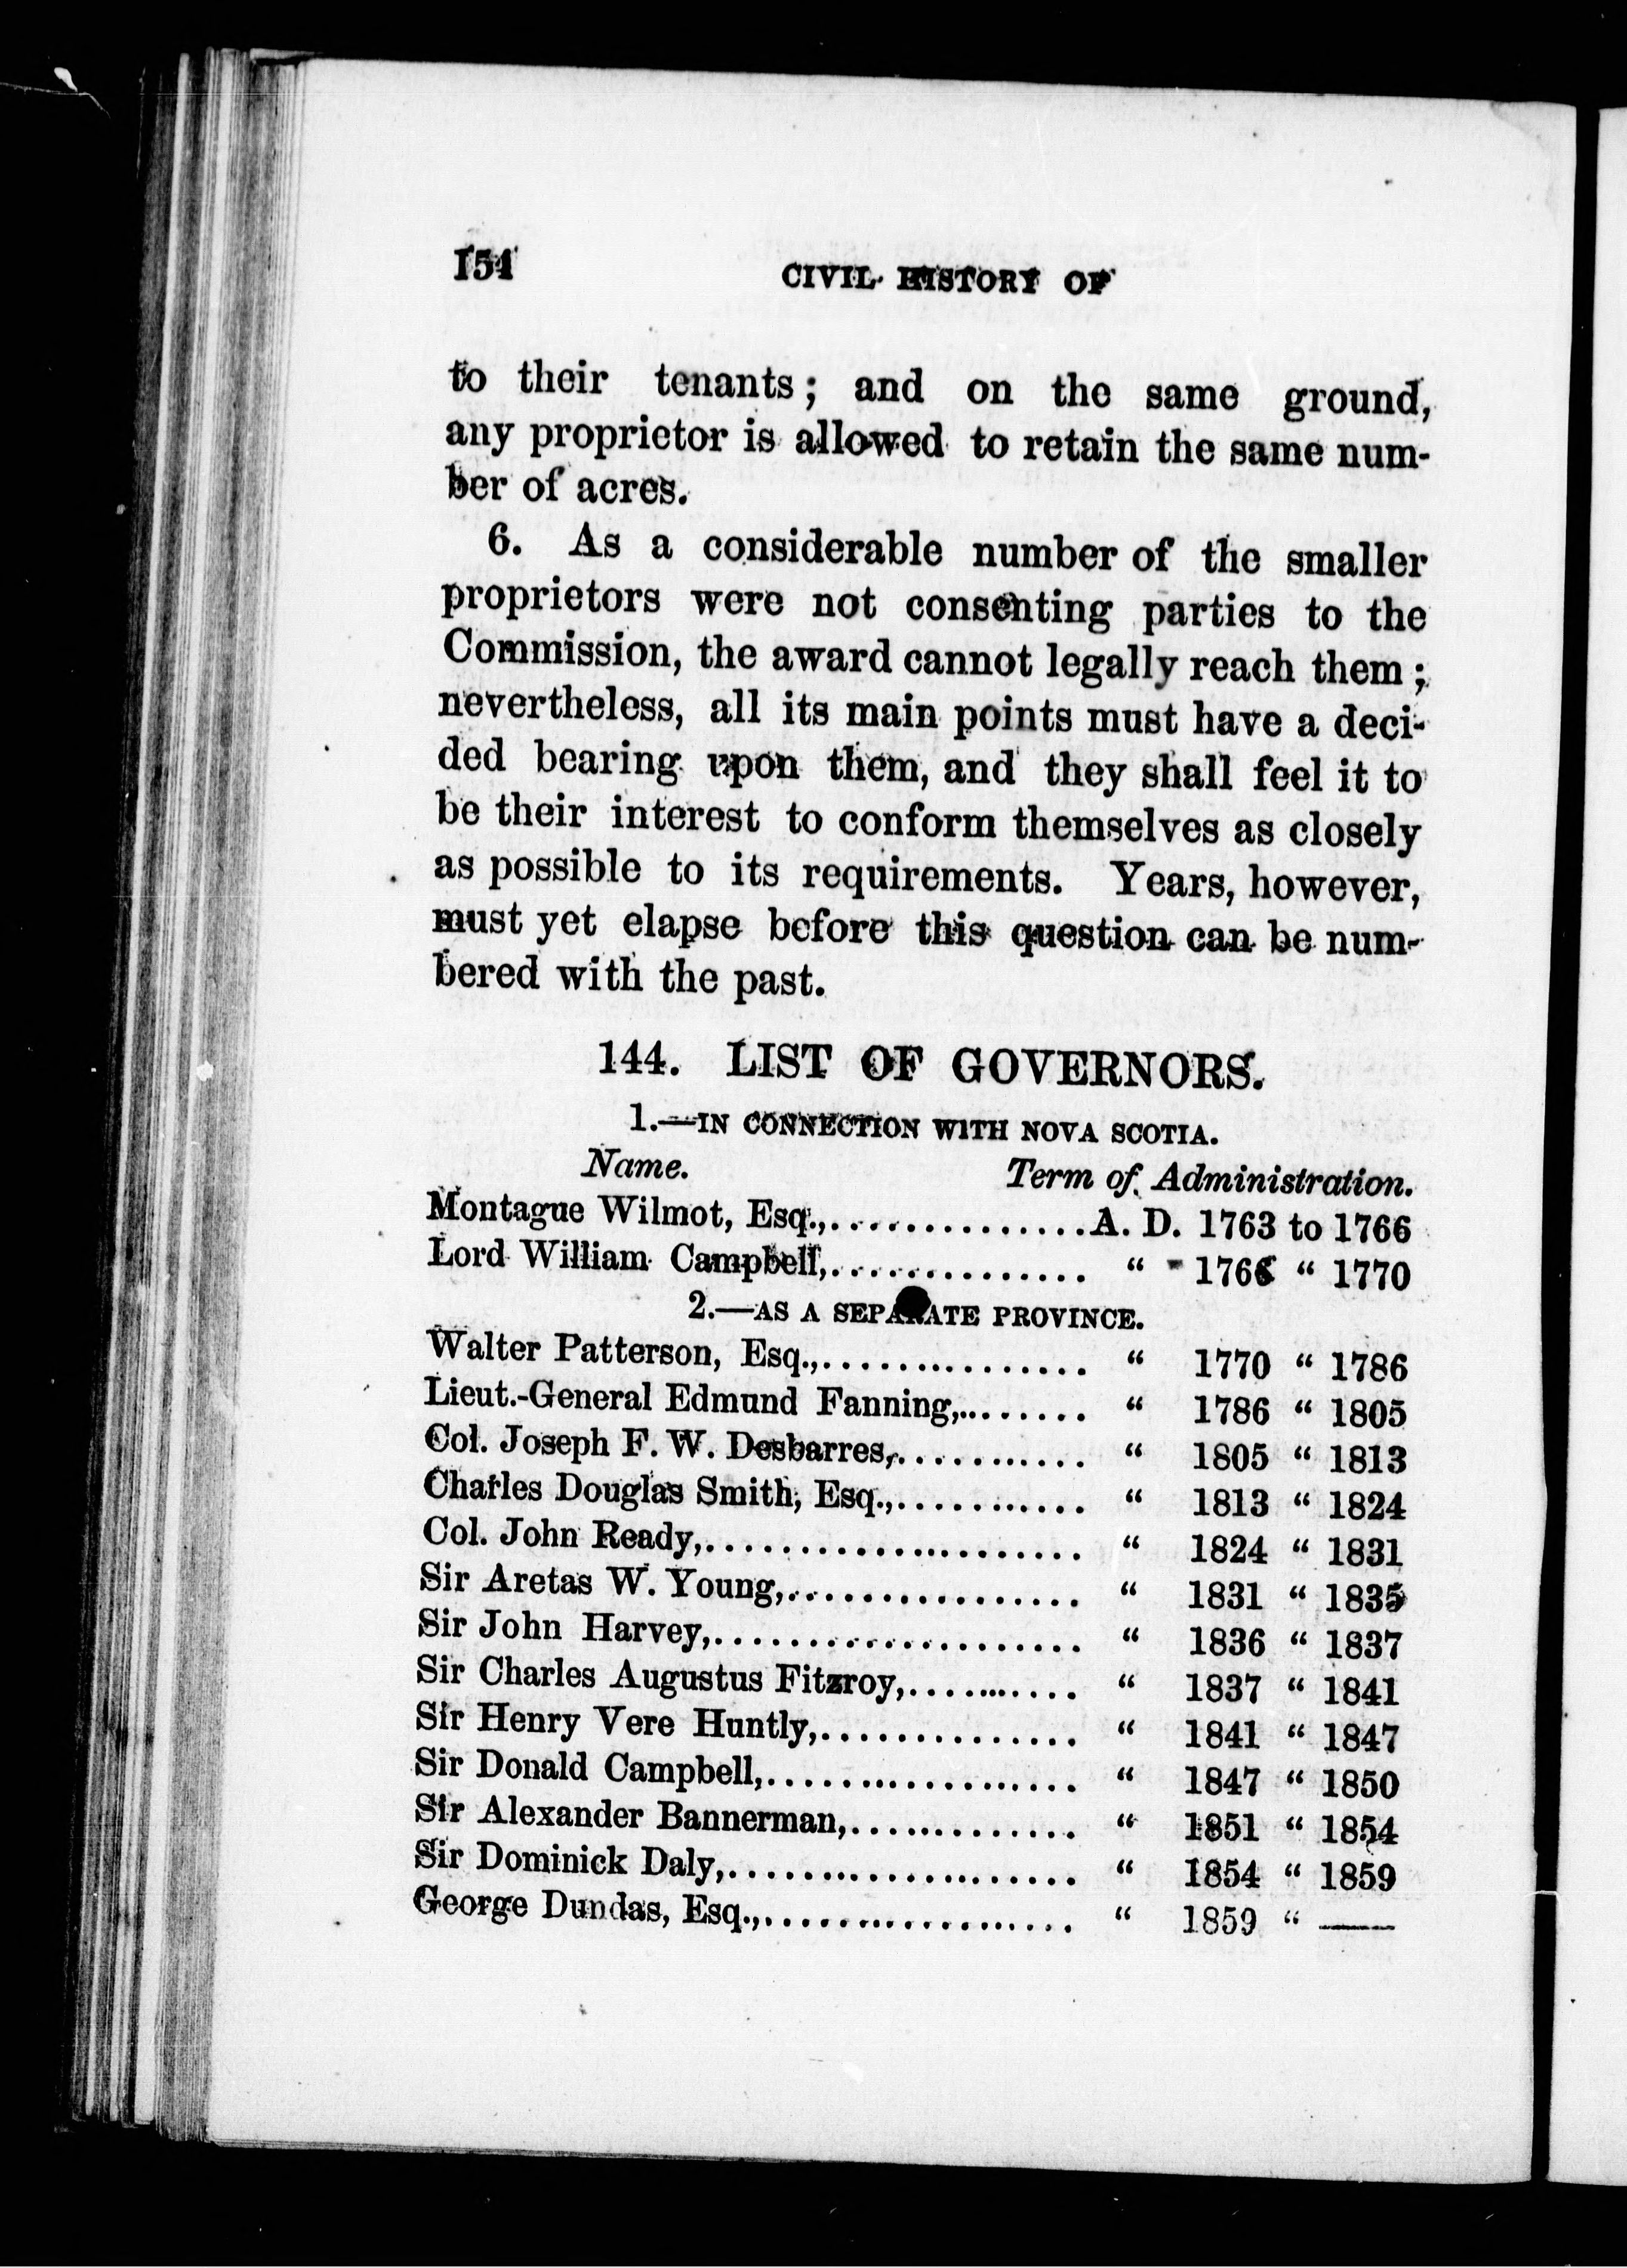 154
CIVIL HISTORY OF
to their tenants; and on the same ground,
any proprietor is allowed to retain the same num-
ber of acres.
6. As a considerable number of the smaller
proprietors were not consenting parties to the
Commission, the award cannot legally reach them;
nevertheless, all its main points must have a deci-
ded bearing upon them, and they shall feel it to
be their interest to conform themselves as closely
as possible to its requirements. Years, however,
must yet elapse before this question can be num-
bered with the past.
144. LIST OF GOVERNORS.
1.—IN CONNECTION WITH NOVA SCOTIA.
Name. Term of Administration.
Montague Wilmot, Esq.,..............A. D. 1763 to 1766
Lord William Campbell,.............. “ 1766 “ 1770
2.—AS A SEPARATE PROVINCE.
Walter Patterson, Esq.,............... “ 1770 “ 1786
Lieut.-General Edmund Fanning,........ “ 1786 “ 1805
Col. Joseph F. W. Desbarres,........... “ 1805 “ 1813
Charles Douglas Smith, Esq.,........... “ 1813 “ 1824
Col. John Ready,...................... “ 1824 “ 1831
Sir Aretas W. Young,................. “ 1831 “ 1835
Sir John Harvey,.................... “ 1836 “ 1837
Sir Charles Augustus Fitzroy,........... “ 1837 “ 1841
Sir Henry Vere Huntly,.............. “ 1841 “ 1847
Sir Donald Campbell,.................. “ 1847 “ 1850
Sir Alexander Bannerman,............. “ 1851 “ 1854
Sir Dominick Daly,.................... “ 1854 “ 1859
George Dundas, Esq.,.................. “ 1859 “ ——